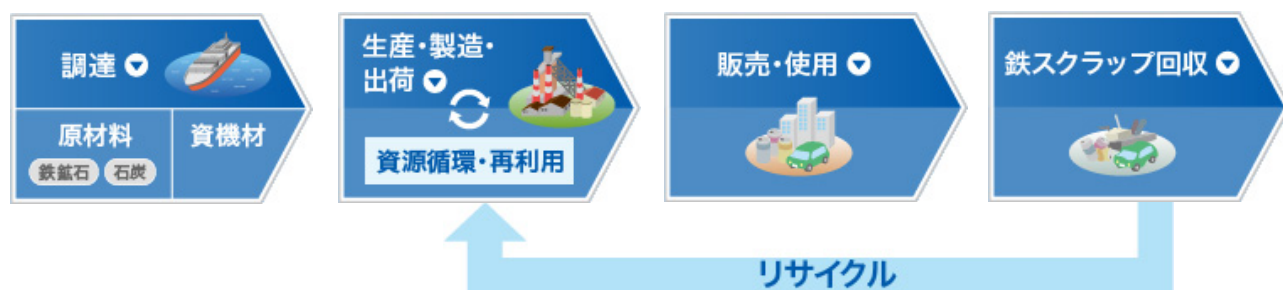 調達
原材料
鉄鉱石 石炭
資機材
生産・製造・
出荷
資源循環・再利用
販売・使用
鉄スクラップ回収
リサイクル